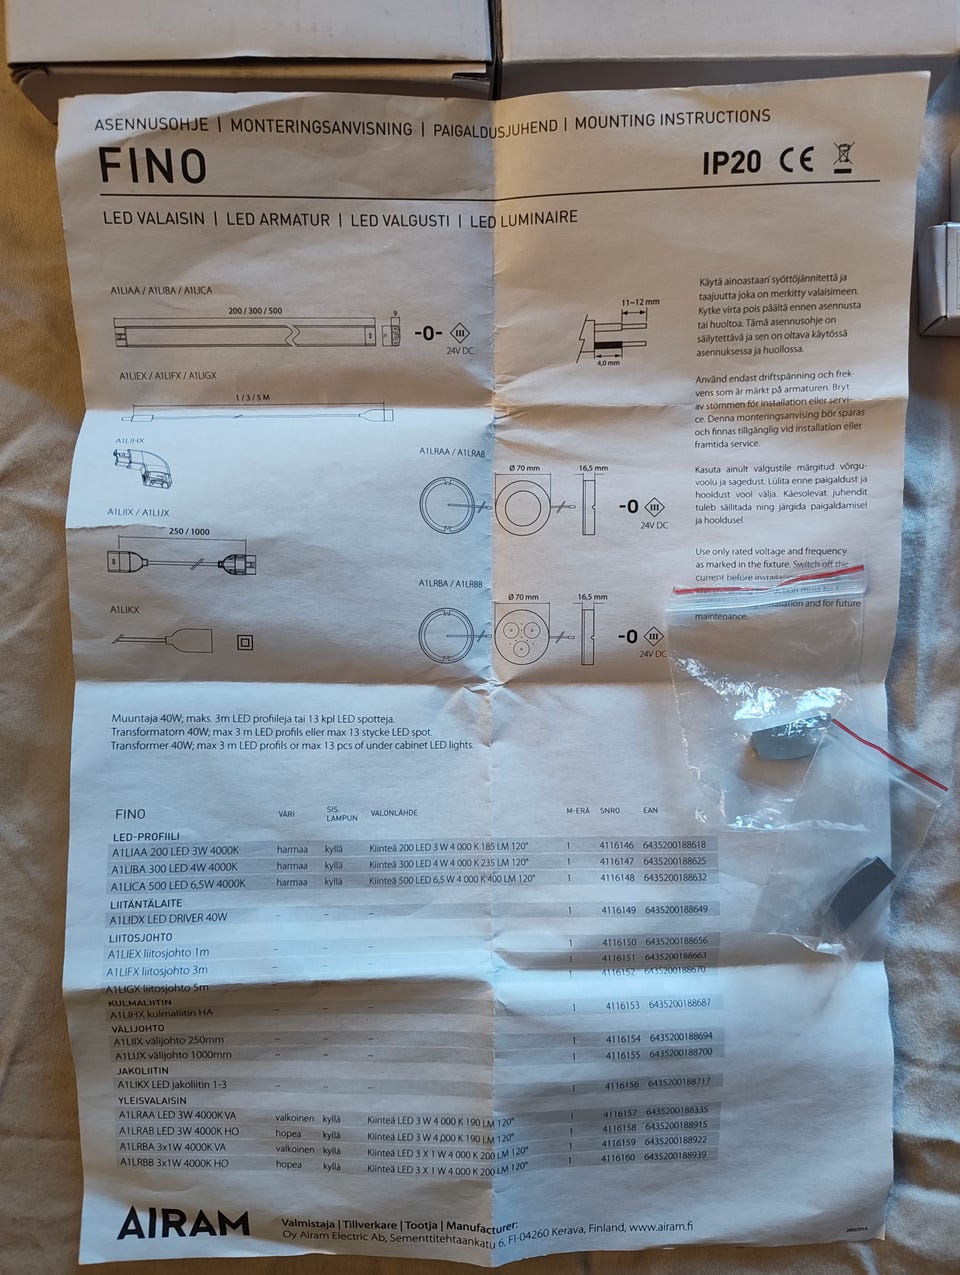 ASENNUSOHJE | MONTERINGSANVISNING | PAIGALDUSJUHEND | MOUNTING INSTRUCTIONS
FINO
IP20 CE
LED VALAISIN | LED ARMATUR | LED VALGUSTI | LED LUMINAIRE
A1LIAA / A1LIBA / A1LICA
200 / 300 / 500
9
-0-
III
24V DC
A1LIEX / A1LIFX / A1LIGX
1 / 3 / 5 M
A1LIHX
A1LIIX / A1LIJX
250 / 1000
A1LIKX
11–12 mm
4,0 mm
A1LRAA / A1LRAB
Ø 70 mm
16,5 mm
-0
III
24V DC
A1LRBA / A1LRBB
Ø 70 mm
16,5 mm
-0
III
24V DC
Käytä ainoastaan syöttöjännitettä ja
taajuutta joka on merkitty valaisimeen.
Kytke virta pois päältä ennen asennusta
tai huoltoa. Tämä asennusohje on
säilytettävä ja sen on oltava käytössä
asennuksessa ja huollossa.
Använd endast driftspänning och frek-
vens som är märkt på armaturen. Bryt
av strömmen för installation eller servi-
ce. Denna monteringsanvising bör sparas
och finnas tillgänglig vid installation eller
framtida service.
Kasuta ainult valgustile märgitud võrgu-
voolu ja sagedust. Lülita enne paigaldust ja
hooldust vool välja. Käesolevat juhendit
tuleb säilitada ning järgida paigaldamisel
ja hooldusel.
Use only rated voltage and frequency
as marked in the fixture. Switch off the
current before installation or
instruction must be
installation and for future
maintenance.
Muuntaja 40W; maks. 3m LED profiileja tai 13 kpl LED spotteja.
Transformatorn 40W; max 3 m LED profils eller max 13 stycke LED spot.
Transformer 40W; max 3 m LED profils or max 13 pcs of under cabinet LED lights.
FINO VÄRI SIS. LAMPUN VALONLÄHDE M-ERÄ SNRO EAN
LED-PROFIILI
A1LIAA 200 LED 3W 4000K harmaa kyllä Kiinteä 200 LED 3 W 4 000 K 185 LM 120° 1 4116146 6435200188618
A1LIBA 300 LED 4W 4000K harmaa kyllä Kiinteä 300 LED 4 W 4 000 K 235 LM 120° 1 4116147 6435200188625
A1LICA 500 LED 6,5W 4000K harmaa kyllä Kiinteä 500 LED 6,5 W 4 000 K 400 LM 120° 1 4116148 6435200188632
LIITÄNTÄLAITE
A1LIDX LED DRIVER 40W – – – 1 4116149 6435200188649
LIITOSJOHTO
A1LIEX liitosjohto 1m – – – 1 4116150 6435200188656
A1LIFX liitosjohto 3m – – – 1 4116151 6435200188663
A1LIGX liitosjohto 5m – – – 1 4116152 6435200188670
KULMALIITIN
A1LIHX kulmaliitin HA – – – 1 4116153 6435200188687
VÄLIJOHTO
A1LIIX välijohto 250mm – – – 1 4116154 6435200188694
A1LIJX välijohto 1000mm – – – 1 4116155 6435200188700
JAKOLIITIN
A1LIKX LED jakoliitin 1-3 – – – 1 4116156 6435200188717
YLEISVALAISIN
A1LRAA LED 3W 4000K VA valkoinen kyllä Kiinteä LED 3 W 4 000 K 190 LM 120° 1 4116157 6435200188335
A1LRAB LED 3W 4000K HO hopea kyllä Kiinteä LED 3 W 4 000 K 190 LM 120° 1 4116158 6435200188915
A1LRBA 3x1W 4000K VA valkoinen kyllä Kiinteä LED 3 X 1 W 4 000 K 200 LM 120° 1 4116159 6435200188922
A1LRBB 3x1W 4000K HO hopea kyllä Kiinteä LED 3 X 1 W 4 000 K 200 LM 120° 1 4116160 6435200188939
AIRAM
Valmistaja | Tillverkare | Tootja | Manufacturer:
Oy Airam Electric Ab, Sementtitehtaankatu 6, FI-04260 Kerava, Finland, www.airam.fi